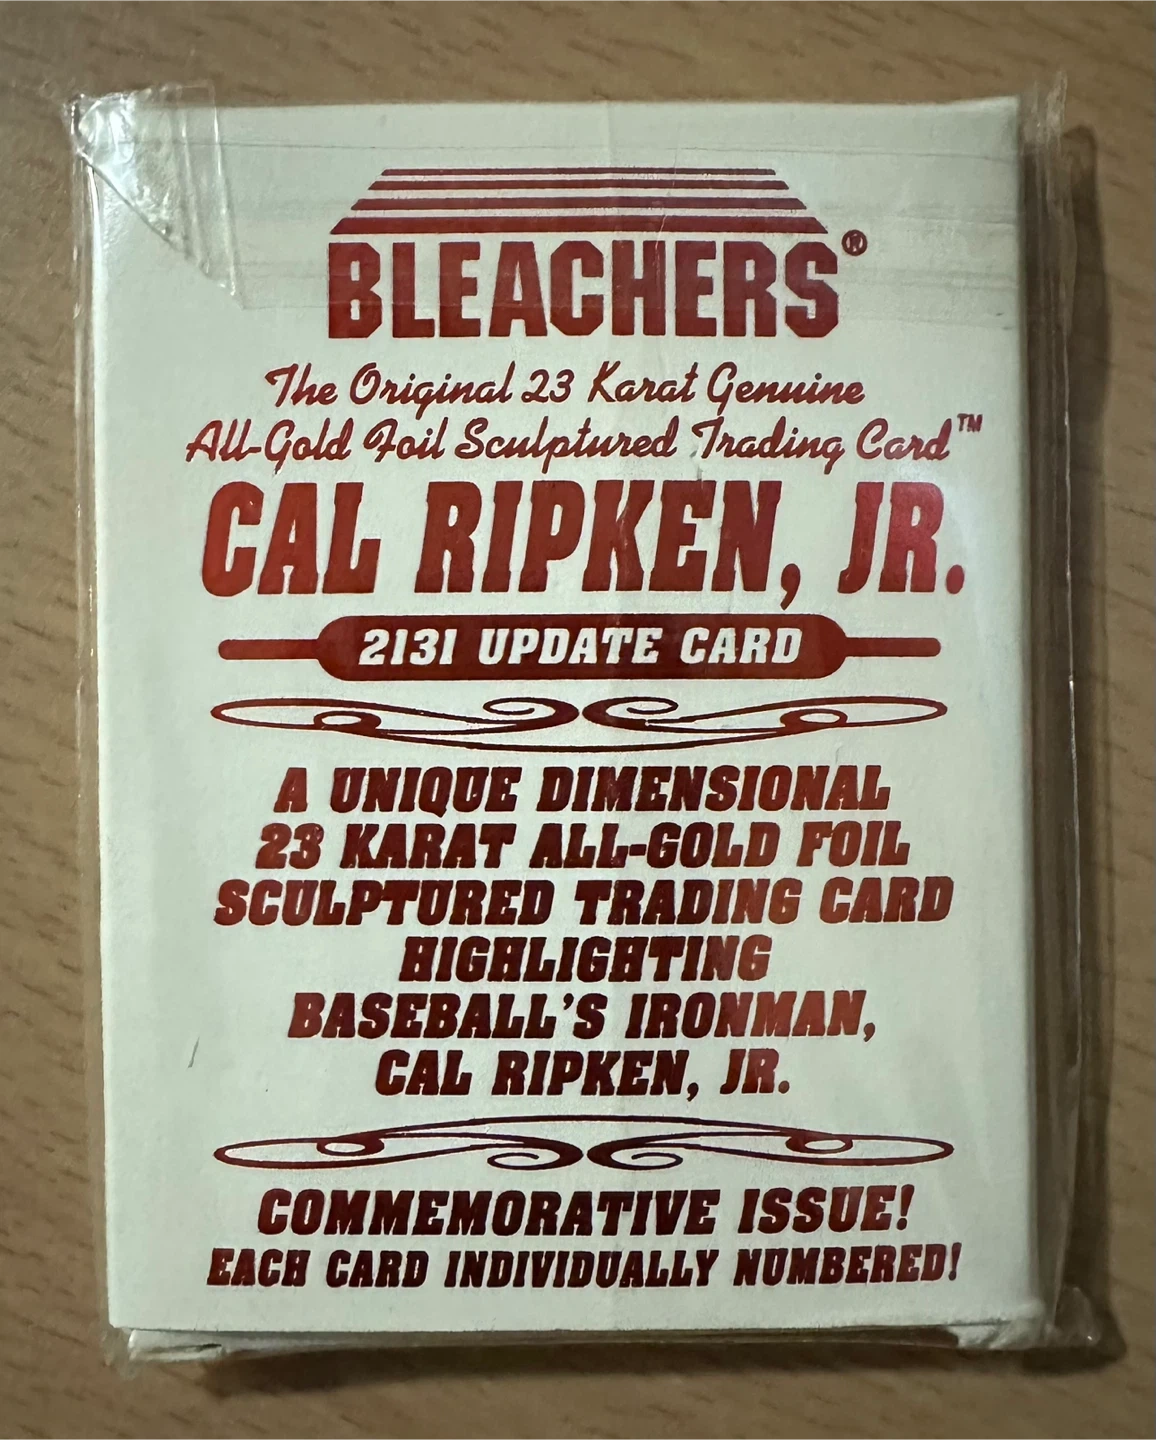 BLEACHERS®
The Original 23 Karat Genuine
All-Gold Foil Sculptured Trading Card™
CAL RIPKEN, JR.
2131 UPDATE CARD
A UNIQUE DIMENSIONAL
23 KARAT ALL-GOLD FOIL
SCULPTURED TRADING CARD
HIGHLIGHTING
BASEBALL'S IRONMAN,
CAL RIPKEN, JR.
COMMEMORATIVE ISSUE!
EACH CARD INDIVIDUALLY NUMBERED!